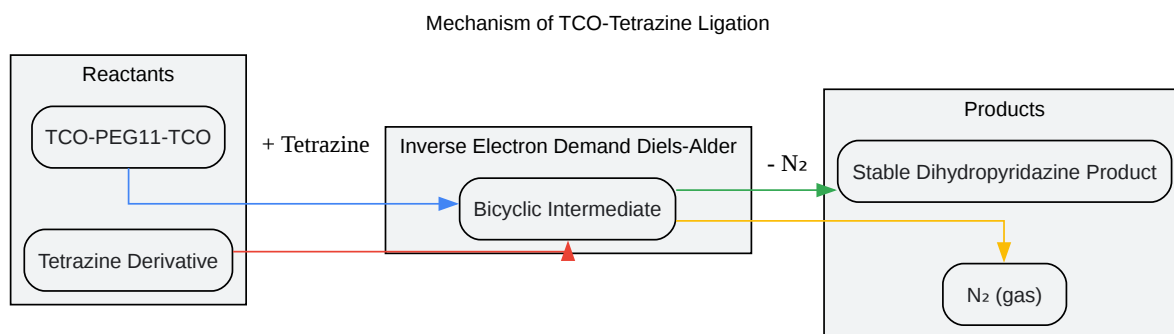 Mechanism of TCO-Tetrazine Ligation
Reactants
TCO-PEG11-TCO
Tetrazine Derivative
+ Tetrazine
Inverse Electron Demand Diels-Alder
Bicyclic Intermediate
- N₂
Products
Stable Dihydropyridazine Product
N₂ (gas)